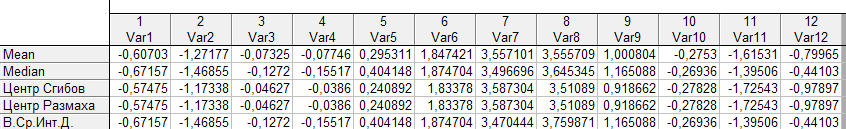 1 2 3 4 5 6 7 8 9 10 11 12
Var1 Var2 Var3 Var4 Var5 Var6 Var7 Var8 Var9 Var10 Var11 Var12
Mean -0,60703 -1,27177 -0,07325 -0,07746 0,295311 1,847421 3,557101 3,555709 1,000804 -0,2753 -1,61531 -0,79965
Median -0,67157 -1,46855 -0,1272 -0,15517 0,404148 1,874704 3,496696 3,645345 1,165088 -0,26936 -1,39506 -0,44103
Центр Сгибов -0,57475 -1,17338 -0,04627 -0,0386 0,240892 1,83378 3,587304 3,51089 0,918662 -0,27828 -1,72543 -0,97897
Центр Размаха -0,57475 -1,17338 -0,04627 -0,0386 0,240892 1,83378 3,587304 3,51089 0,918662 -0,27828 -1,72543 -0,97897
В.Ср.Инт.Д. -0,67157 -1,46855 -0,1272 -0,15517 0,404148 1,874704 3,470444 3,759871 1,165088 -0,26936 -1,39506 -0,44103